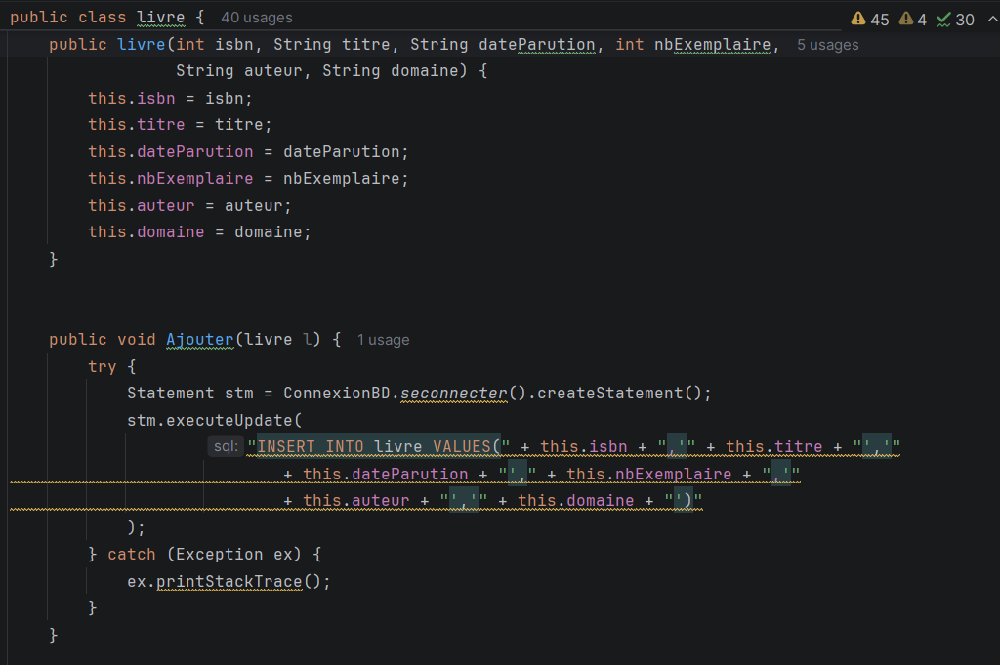 public class livre {   40 usages   45   4   30
    public livre(int isbn, String titre, String dateParution, int nbExemplaire,   5 usages
                 String auteur, String domaine) {
        this.isbn = isbn;
        this.titre = titre;
        this.dateParution = dateParution;
        this.nbExemplaire = nbExemplaire;
        this.auteur = auteur;
        this.domaine = domaine;
    }
    public void Ajouter(livre l) {   1 usage
        try {
            Statement stm = ConnexionBD.seconnecter().createStatement();
            stm.executeUpdate(
                    sql: "INSERT INTO livre VALUES(" + this.isbn + ",'" + this.titre + "','"
                            + this.dateParution + "'," + this.nbExemplaire + ",'"
                            + this.auteur + "','" + this.domaine + "')"
            );
        } catch (Exception ex) {
            ex.printStackTrace();
        }
    }